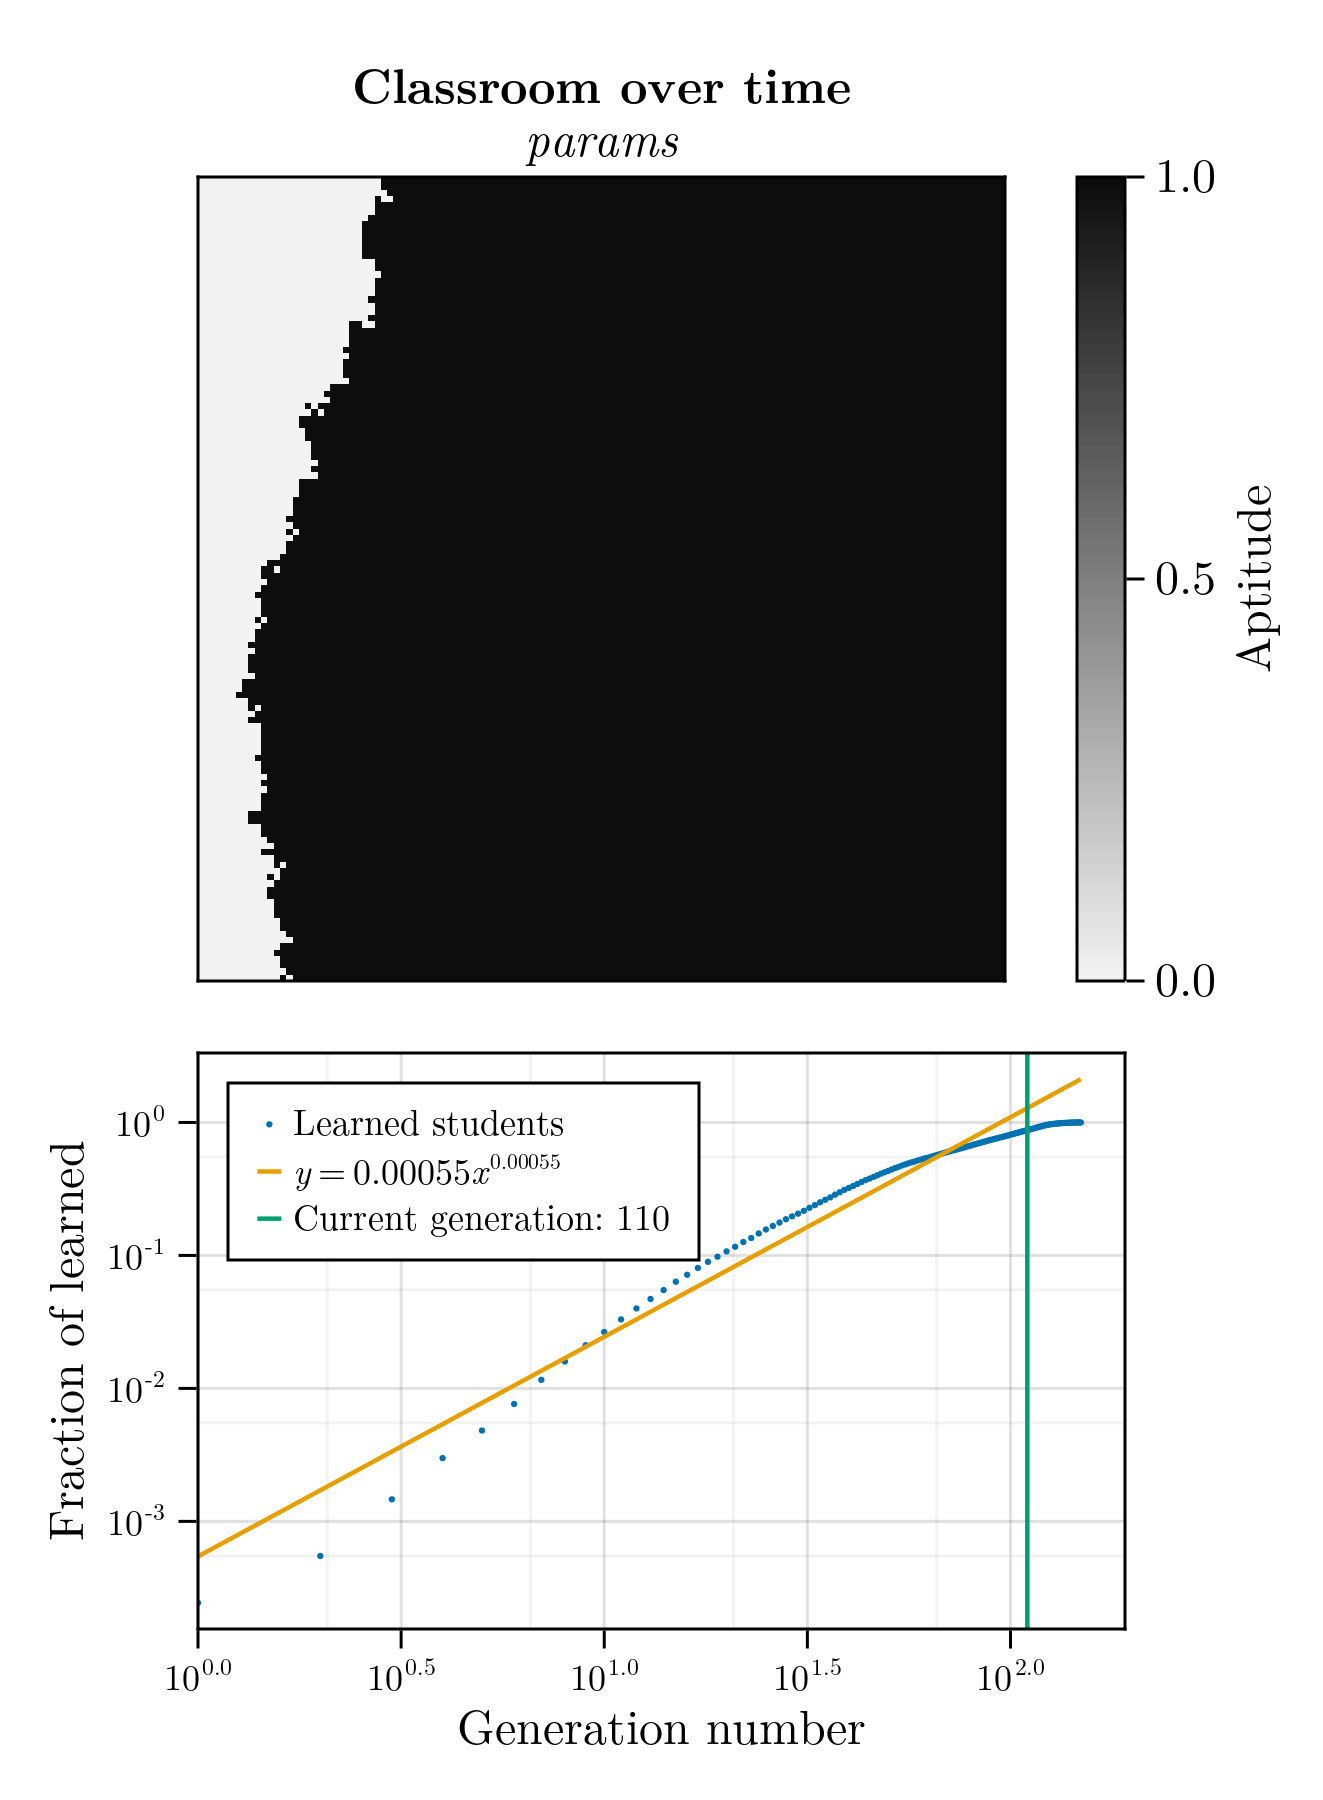 Classroom over time
params
1.0
0.5
0.0
Aptitude
Learned students
y = 0.00055x^0.00055
Current generation: 110
10^0
10^-1
10^-2
10^-3
Fraction of learned
10^0.0 10^0.5 10^1.0 10^1.5 10^2.0
Generation number